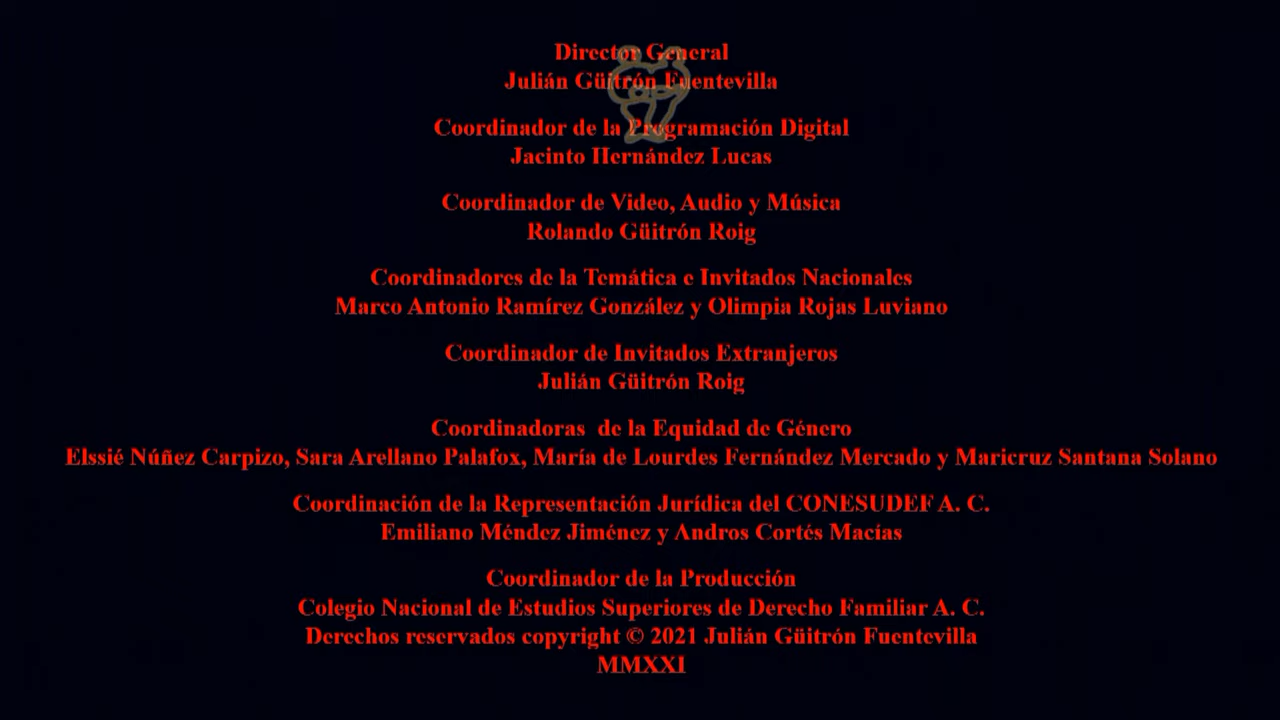 Director General
Julián Güitrón Fuentevilla
Coordinador de la Programación Digital
Jacinto Hernández Lucas
Coordinador de Video, Audio y Música
Rolando Güitrón Roig
Coordinadores de la Temática e Invitados Nacionales
Marco Antonio Ramírez González y Olimpia Rojas Luviano
Coordinador de Invitados Extranjeros
Julián Güitrón Roig
Coordinadoras de la Equidad de Género
Elssié Núñez Carpizo, Sara Arellano Palafox, María de Lourdes Fernández Mercado y Maricruz Santana Solano
Coordinación de la Representación Jurídica del CONESUDEF A. C.
Emiliano Méndez Jiménez y Andros Cortés Macías
Coordinador de la Producción
Colegio Nacional de Estudios Superiores de Derecho Familiar A. C.
Derechos reservados copyright © 2021 Julián Güitrón Fuentevilla
MMXXI